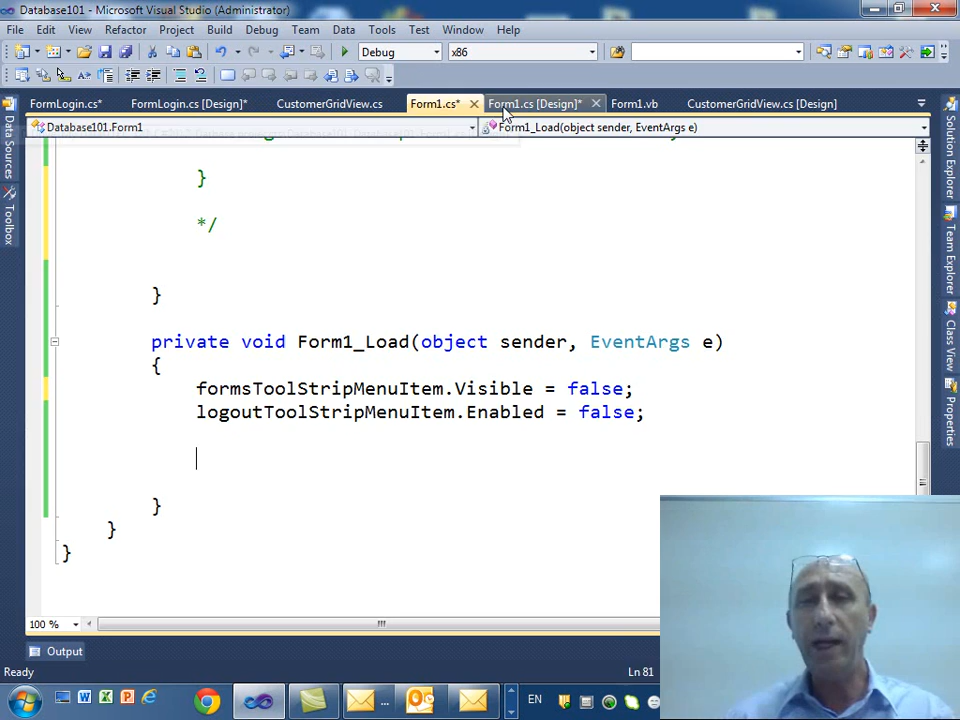 Database101 - Microsoft Visual Studio (Administrator)
File Edit View Refactor Project Build Debug Team Data Tools Test Window Help
Debug x86
FormLogin.cs* FormLogin.cs [Design]* CustomerGridView.cs Form1.cs* Form1.cs [Design]* Form1.vb CustomerGridView.cs [Design]
Database101.Form1 Form1_Load(object sender, EventArgs e)
Data Sources
Toolbox
Solution Explorer
Team Explorer
Class View
Properties
}
*/
}
private void Form1_Load(object sender, EventArgs e)
{
formsToolStripMenuItem.Visible = false;
logoutToolStripMenuItem.Enabled = false;
}
}
}
100 %
Output
Ready Ln 81
... EN